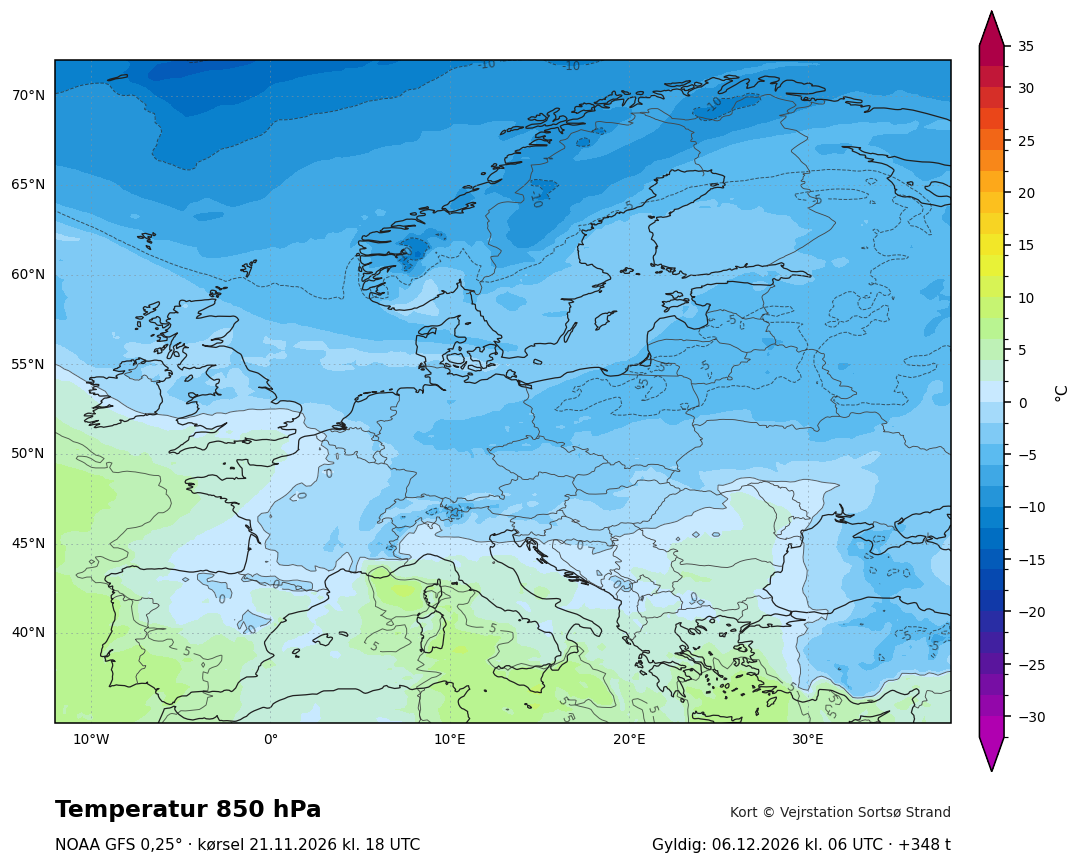 70°N
65°N
60°N
55°N
50°N
45°N
40°N
10°W 0° 10°E 20°E 30°E
35
30
25
20
15
10
5
0
−5
−10
−15
−20
−25
−30
°C
Temperatur 850 hPa
Kort © Vejrstation Sortsø Strand
NOAA GFS 0,25° · kørsel 21.11.2026 kl. 18 UTC
Gyldig: 06.12.2026 kl. 06 UTC · +348 t